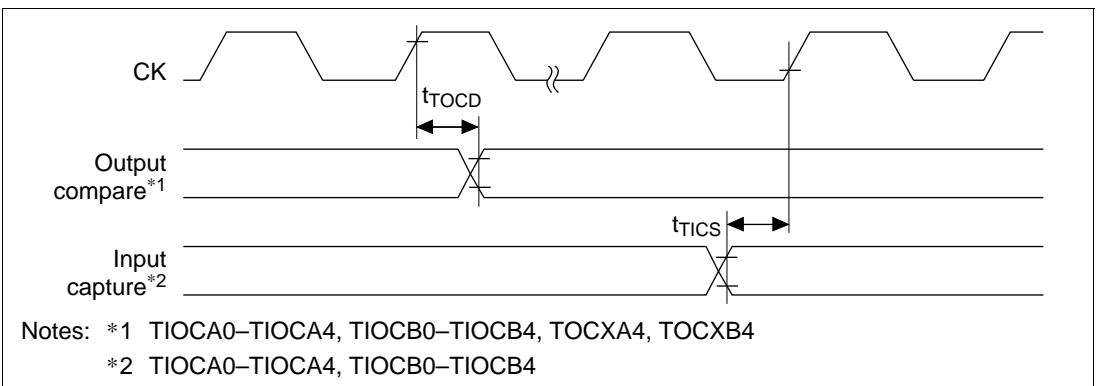 CK
tTOCD
Output
compare*1
tTICS
Input
capture*2
Notes: *1 TIOCA0–TIOCA4, TIOCB0–TIOCB4, TOCXA4, TOCXB4
*2 TIOCA0–TIOCA4, TIOCB0–TIOCB4